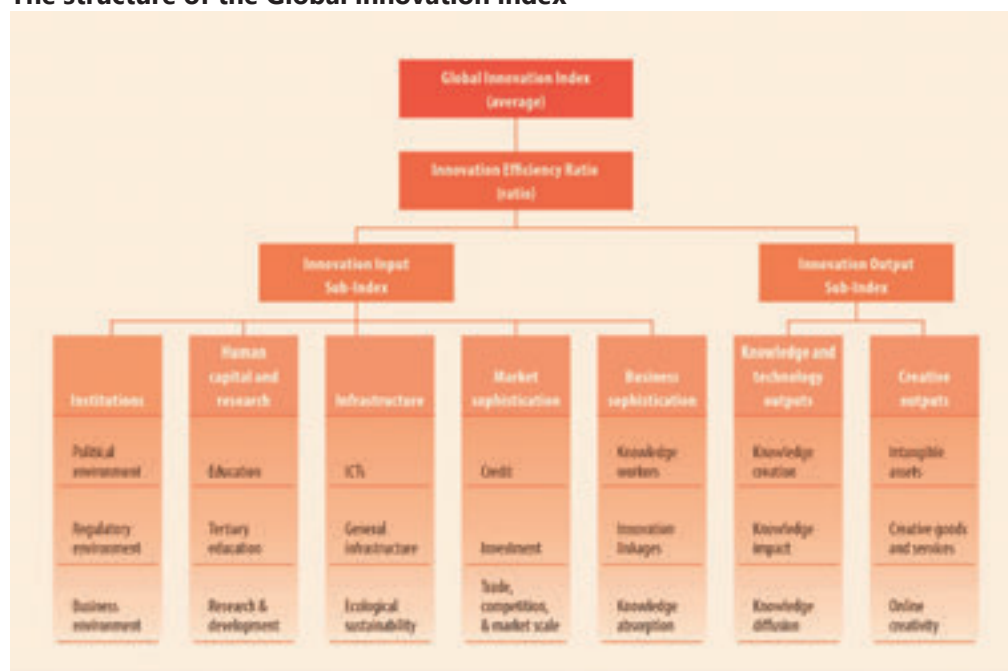 The structure of the Global Innovation Index
Global Innovation Index
(average)
Innovation Efficiency Ratio
(ratio)
Innovation Input
Sub-Index
Innovation Output
Sub-Index
Institutions
Political
environment
Regulatory
environment
Business
environment
Human
capital and
research
Education
Tertiary
education
Research &
development
Infrastructure
ICTs
General
infrastructure
Ecological
sustainability
Market
sophistication
Credit
Investment
Trade,
competition,
& market scale
Business
sophistication
Knowledge
workers
Innovation
linkages
Knowledge
absorption
Knowledge and
technology
outputs
Knowledge
creation
Knowledge
impact
Knowledge
diffusion
Creative
outputs
Intangible
assets
Creative goods
and services
Online
creativity